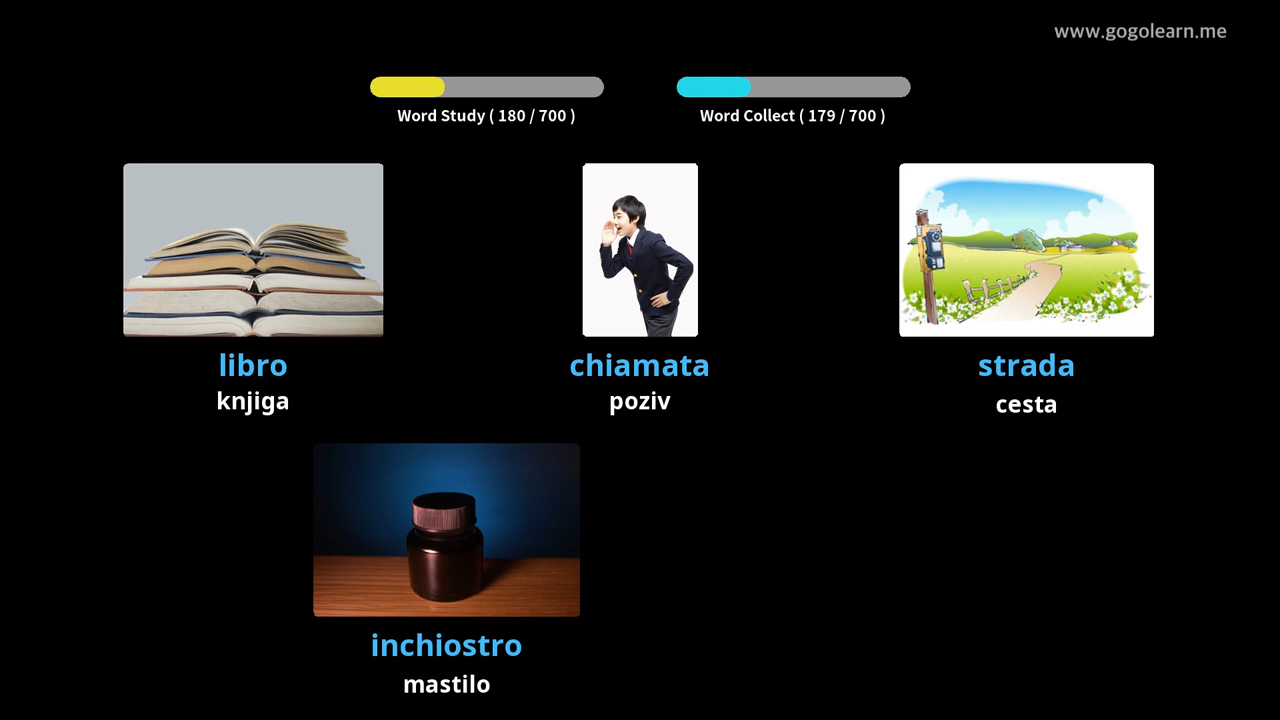 www.gogolearn.me
Word Study ( 180 / 700 )
Word Collect ( 179 / 700 )
libro
knjiga
chiamata
poziv
strada
cesta
inchiostro
mastilo